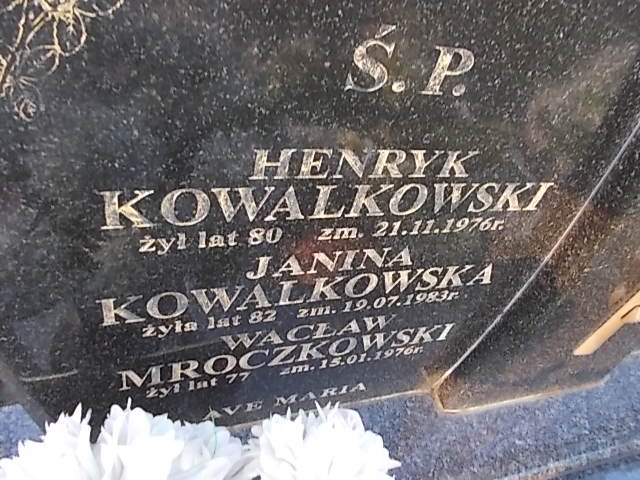 Ś.P.
HENRYK
KOWALKOWSKI
żył lat 80 zm. 21.11.1976r.
JANINA
KOWALKOWSKA
żyła lat 82 zm. 19.07.1983r.
WACŁAW
MROCZKOWSKI
żył lat 77 zm. 15.01.1976r.
AVE MARIA